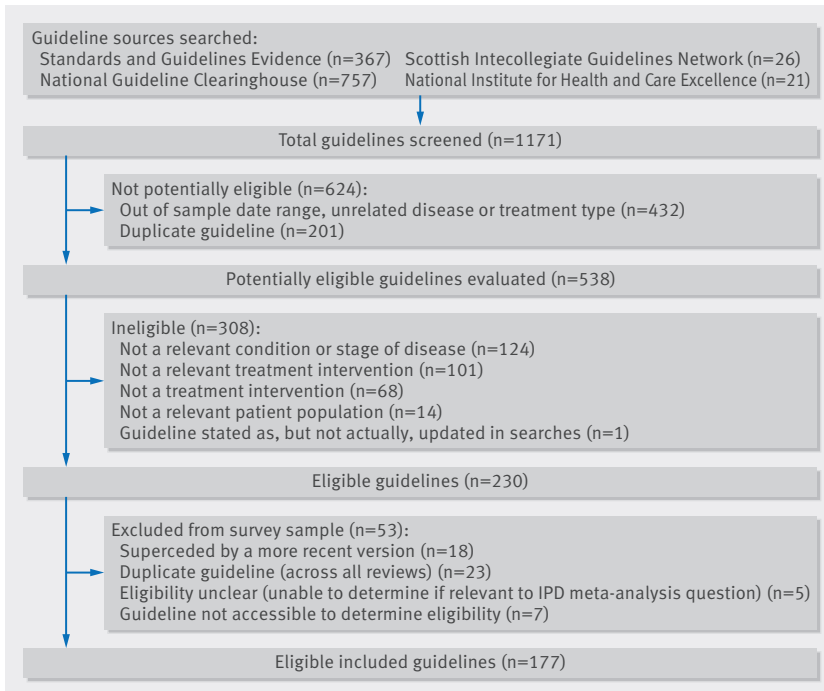 Guideline sources searched:
Standards and Guidelines Evidence (n=367) Scottish Intecollegiate Guidelines Network (n=26)
National Guideline Clearinghouse (n=757) National Institute for Health and Care Excellence (n=21)
Total guidelines screened (n=1171)
Not potentially eligible (n=624):
Out of sample date range, unrelated disease or treatment type (n=432)
Duplicate guideline (n=201)
Potentially eligible guidelines evaluated (n=538)
Ineligible (n=308):
Not a relevant condition or stage of disease (n=124)
Not a relevant treatment intervention (n=101)
Not a treatment intervention (n=68)
Not a relevant patient population (n=14)
Guideline stated as, but not actually, updated in searches (n=1)
Eligible guidelines (n=230)
Excluded from survey sample (n=53):
Superceded by a more recent version (n=18)
Duplicate guideline (across all reviews) (n=23)
Eligibility unclear (unable to determine if relevant to IPD meta-analysis question) (n=5)
Guideline not accessible to determine eligibility (n=7)
Eligible included guidelines (n=177)